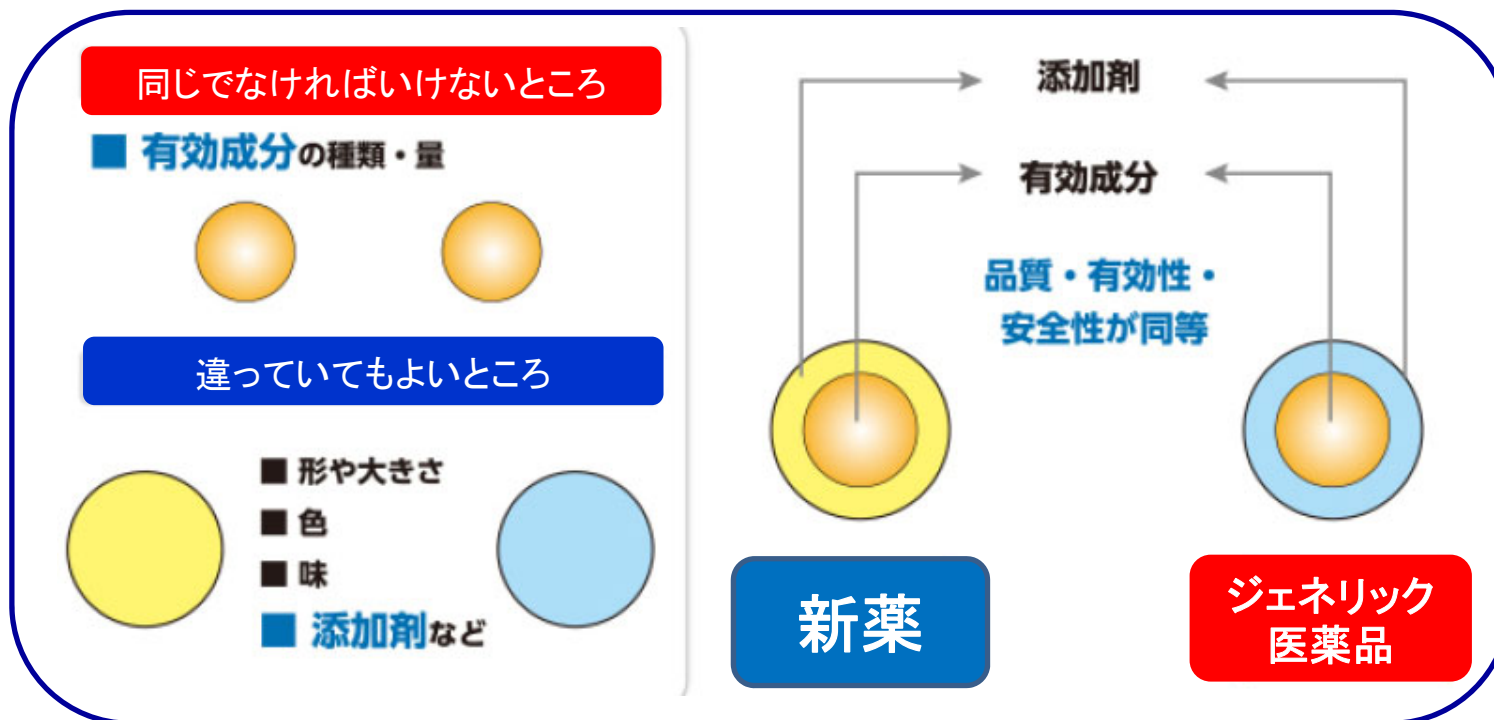 同じでなければいけないところ
■ 有効成分の種類・量
違っていてもよいところ
■ 形や大きさ
■ 色
■ 味
■ 添加剤など
添加剤
有効成分
品質・有効性・
安全性が同等
新薬
ジェネリック
医薬品